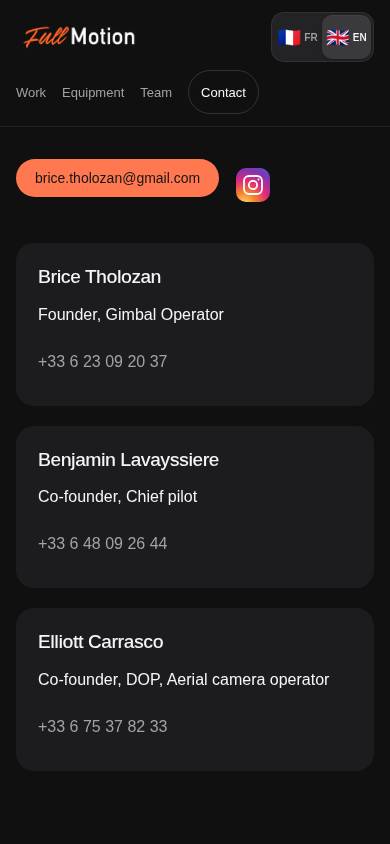 Full Motion
FR EN
Work Equipment Team Contact
brice.tholozan@gmail.com
Brice Tholozan
Founder, Gimbal Operator
+33 6 23 09 20 37
Benjamin Lavayssiere
Co-founder, Chief pilot
+33 6 48 09 26 44
Elliott Carrasco
Co-founder, DOP, Aerial camera operator
+33 6 75 37 82 33